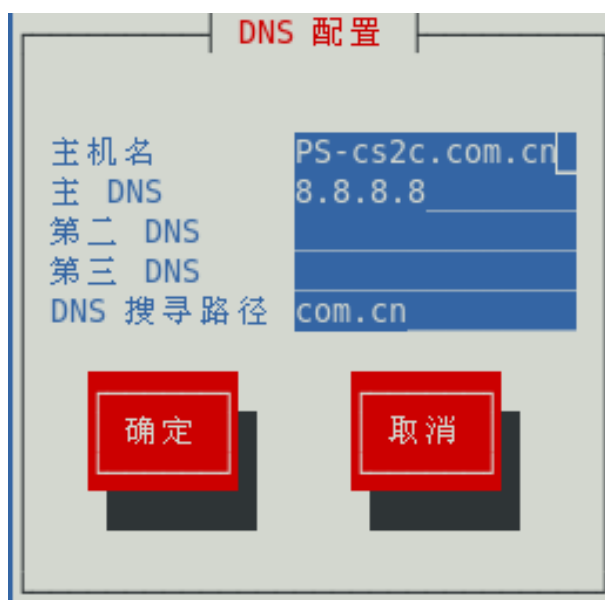 DNS 配置
主机名 PS-cs2c.com.cn
主 DNS 8.8.8.8
第二 DNS
第三 DNS
DNS 搜寻路径 com.cn
确定 取消